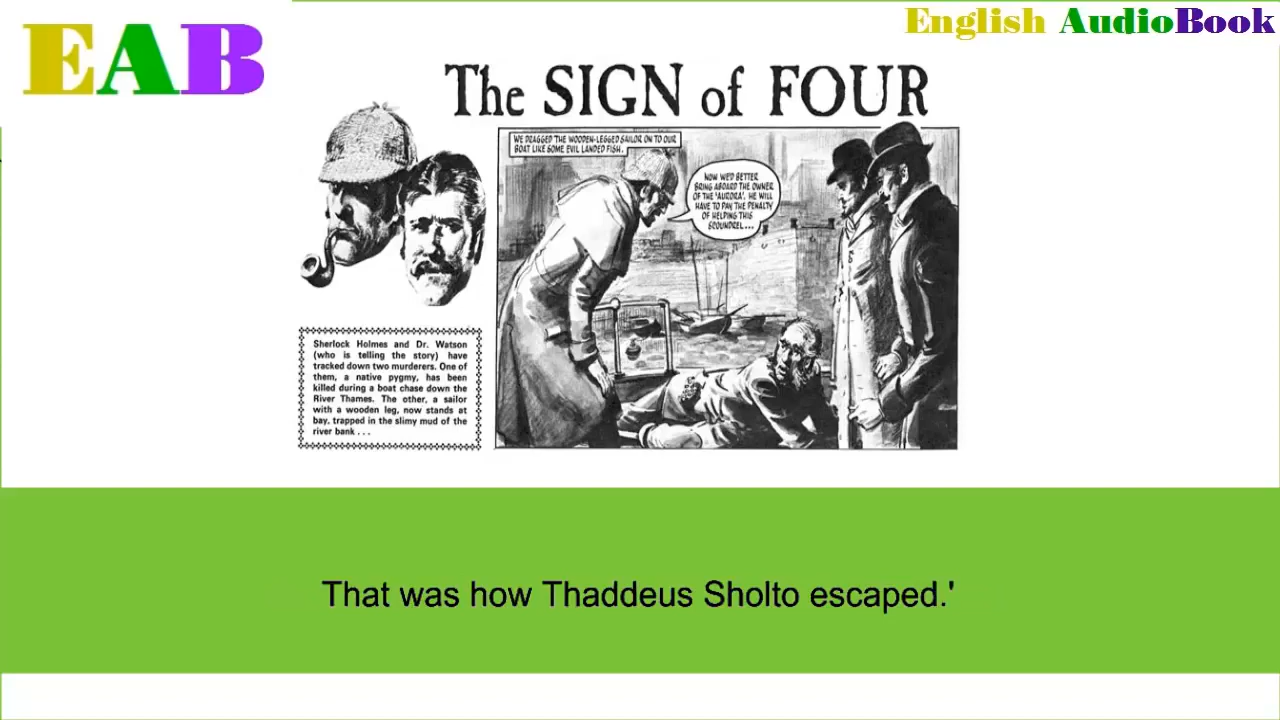 EAB
English AudioBook
The SIGN of FOUR
WE DRAGGED THE WOODEN-LEGGED SAILOR ON TO OUR
BOAT LIKE SOME EVIL LANDED FISH.
NOW WE'D BETTER
BRING ABOARD THE OWNER
OF THE 'AURORA'. HE WILL
HAVE TO PAY THE PENALTY
OF HELPING THIS
SCOUNDREL...
Sherlock Holmes and Dr. Watson
(who is telling the story) have
tracked down two murderers. One of
them, a native pygmy, has been
killed during a boat chase down the
River Thames. The other, a sailor
with a wooden leg, now stands at
bay, trapped in the slimy mud of the
river bank . . .
That was how Thaddeus Sholto escaped.'